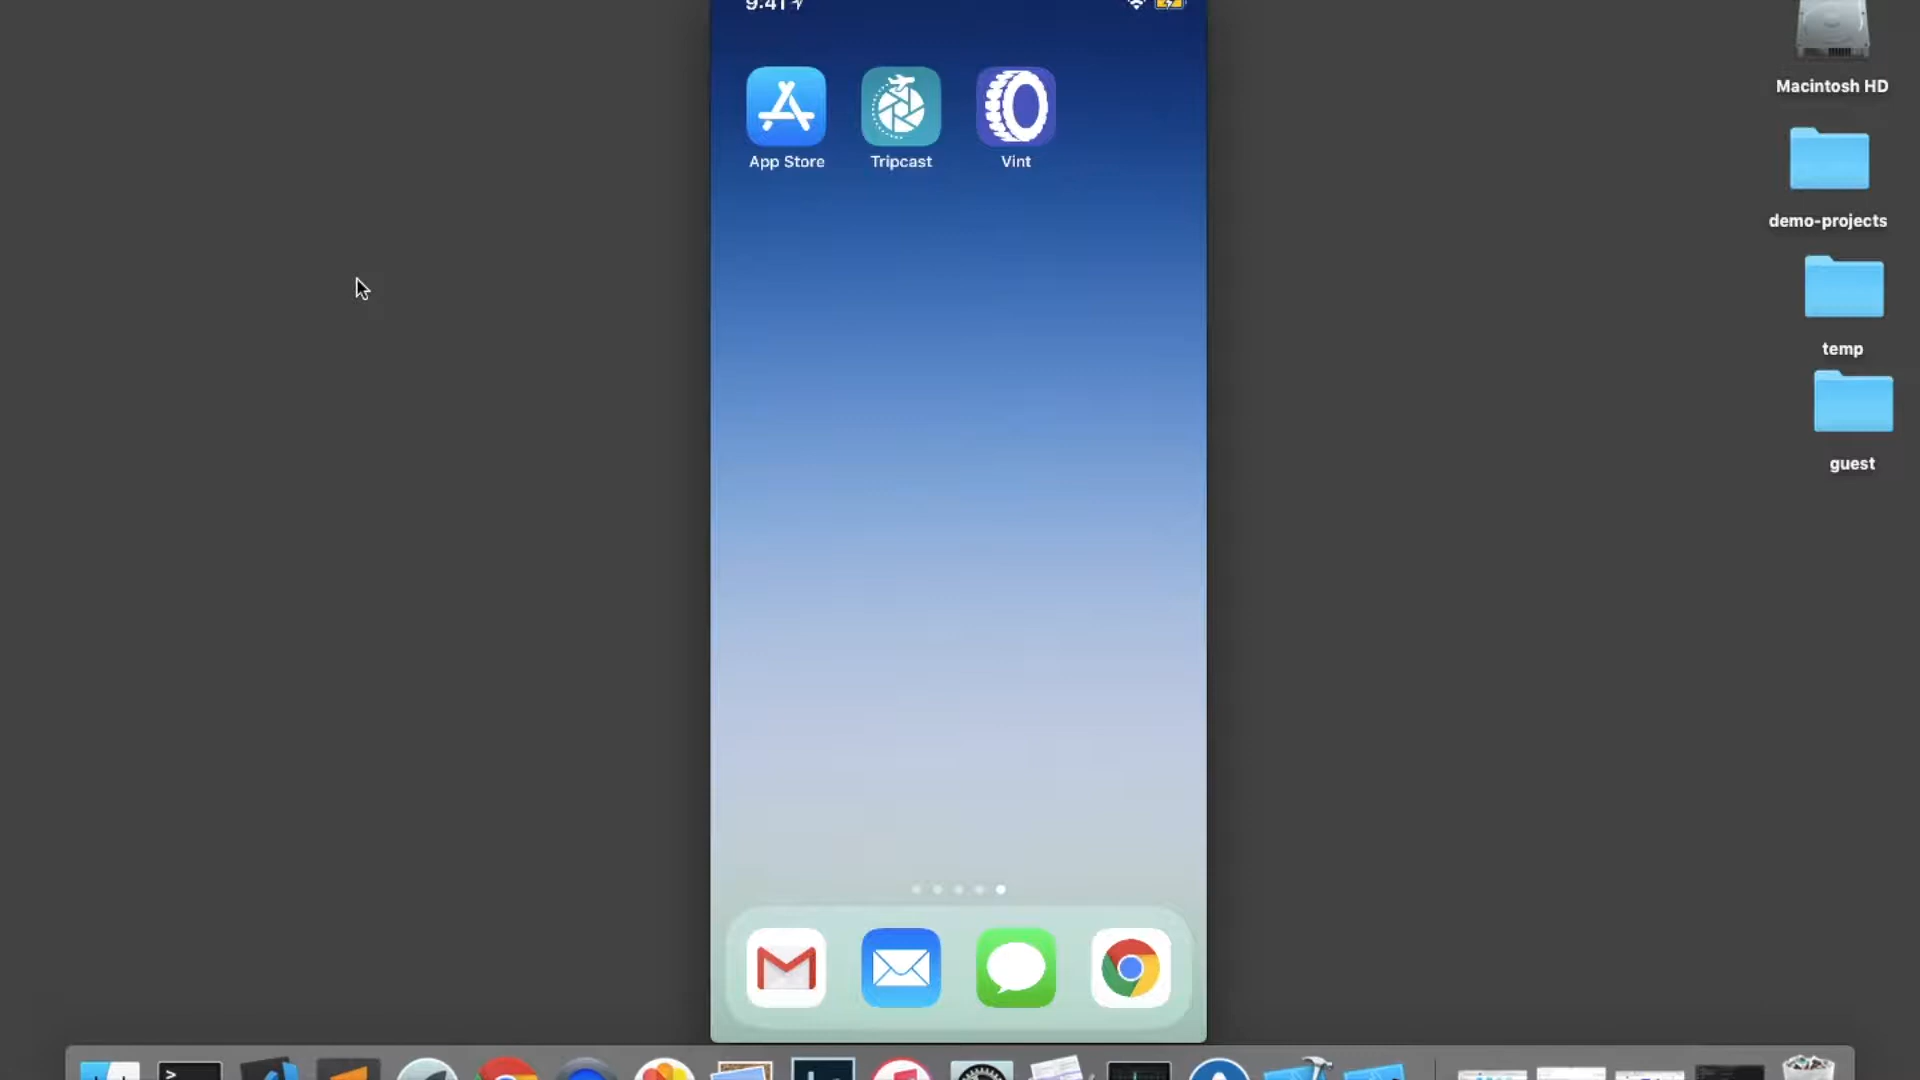 9:41
App Store
Tripcast
Vint
Macintosh HD
demo-projects
temp
guest